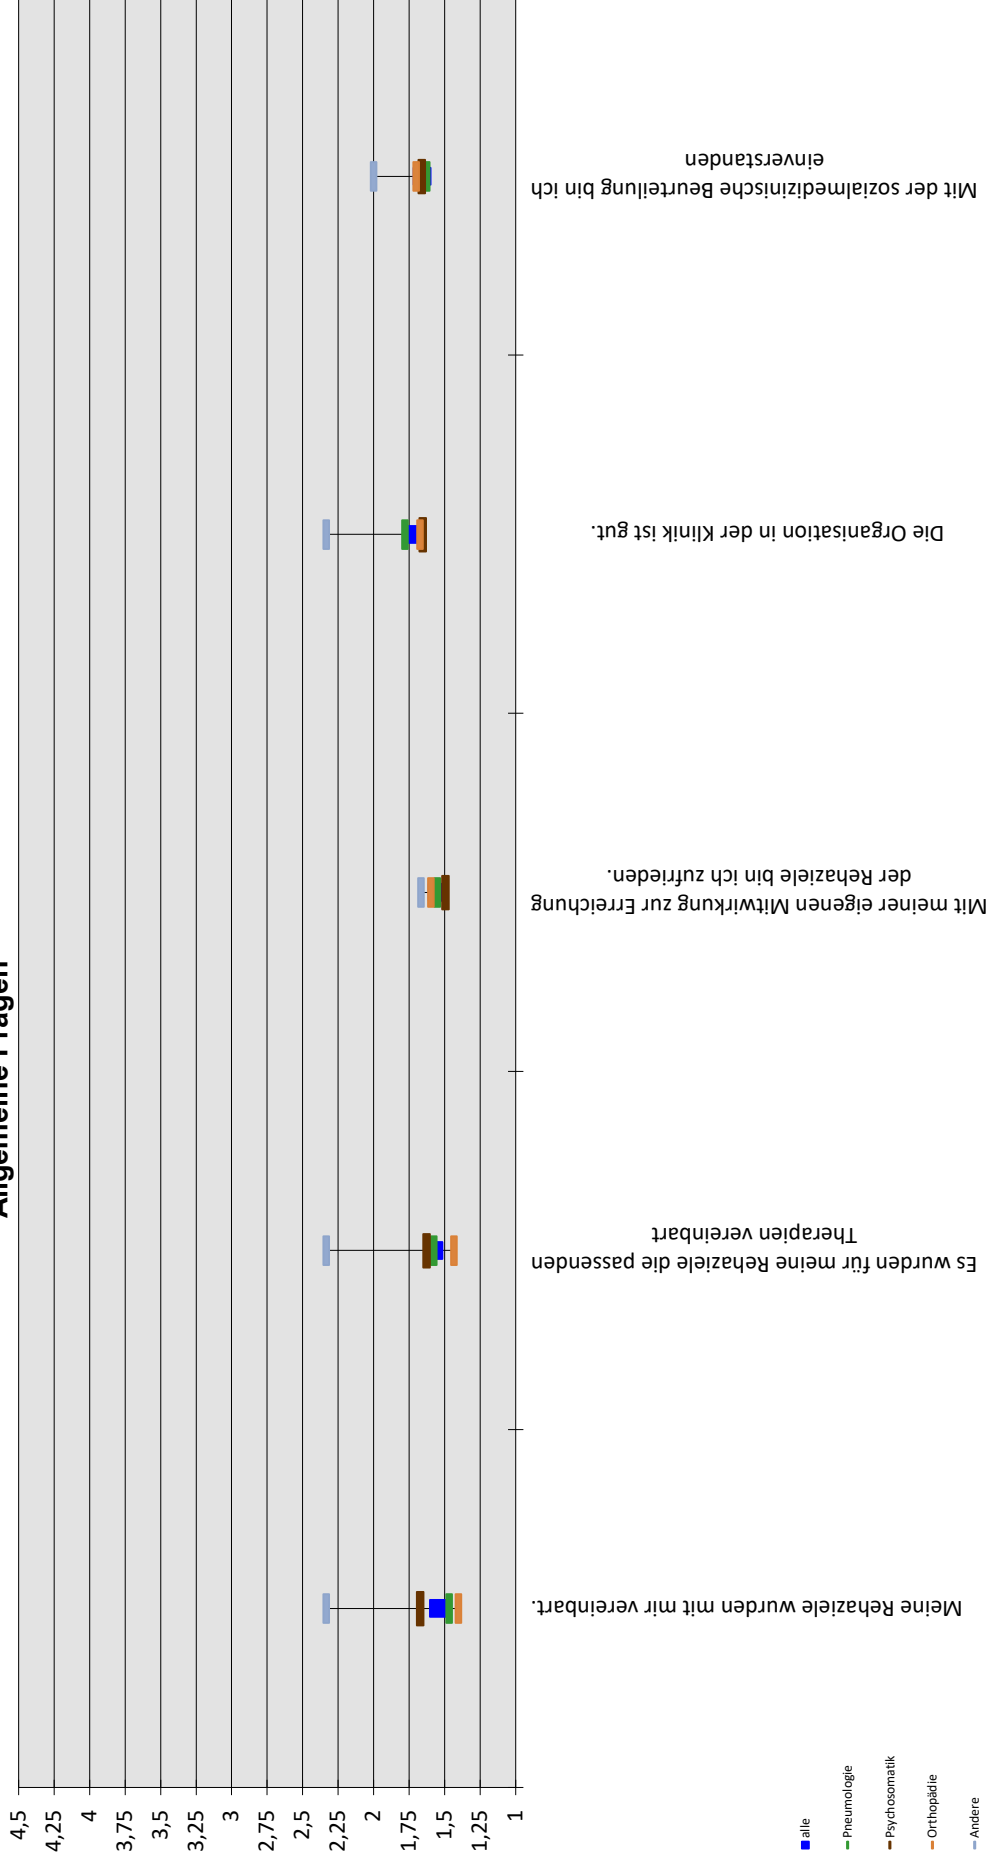 Allgemeine Fragen
4,5
4,25
4
3,75
3,5
3,25
3
2,75
2,5
2,25
2
1,75
1,5
1,25
1
Meine Rehaziele wurden mit mir vereinbart.
Es wurden für meine Rehaziele die passenden
Therapien vereinbart
Mit meiner eigenen Mitwirkung zur Erreichung
der Rehaziele bin ich zufrieden.
Die Organisation in der Klinik ist gut.
Mit der sozialmedizinische Beurteilung bin ich
einverstanden
alle
Pneumologie
Psychosomatik
Orthopädie
Andere